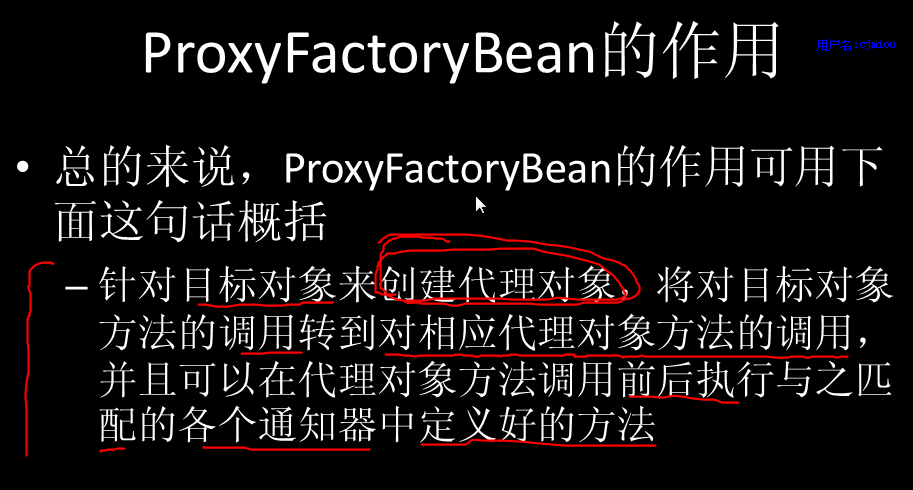 ProxyFactoryBean的作用
• 总的来说，ProxyFactoryBean的作用可用下
面这句话概括
– 针对目标对象来创建代理对象，将对目标对象
方法的调用转到对相应代理对象方法的调用，
并且可以在代理对象方法调用前后执行与之匹
配的各个通知器中定义好的方法